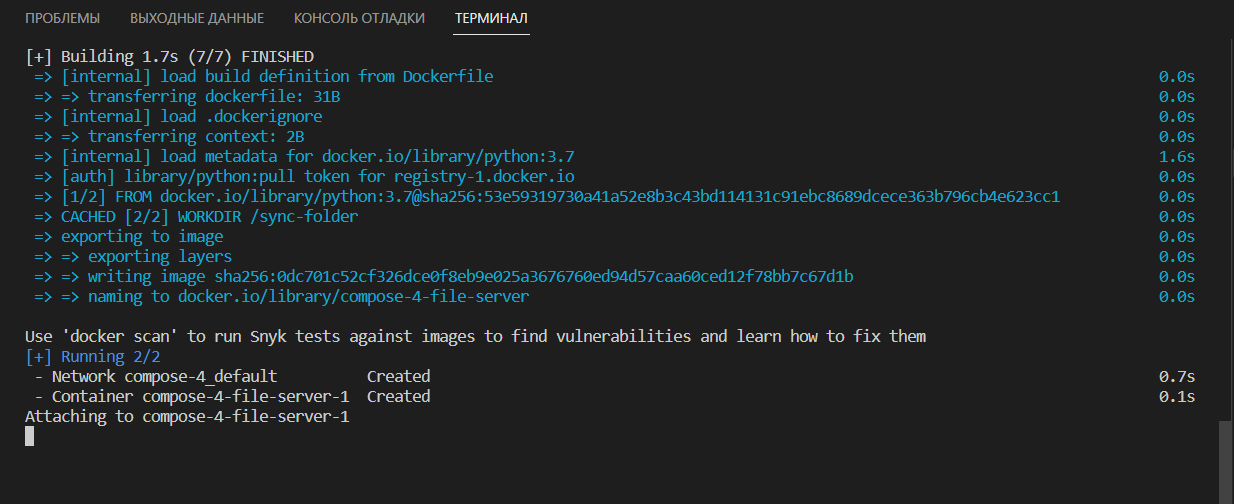 ПРОБЛЕМЫ ВЫХОДНЫЕ ДАННЫЕ КОНСОЛЬ ОТЛАДКИ ТЕРМИНАЛ
[+] Building 1.7s (7/7) FINISHED
=> [internal] load build definition from Dockerfile 0.0s
=> => transferring dockerfile: 31B 0.0s
=> [internal] load .dockerignore 0.0s
=> => transferring context: 2B 0.0s
=> [internal] load metadata for docker.io/library/python:3.7 1.6s
=> [auth] library/python:pull token for registry-1.docker.io 0.0s
=> [1/2] FROM docker.io/library/python:3.7@sha256:53e59319730a41a52e8b3c43bd114131c91ebc8689dcece363b796cb4e623cc1 0.0s
=> CACHED [2/2] WORKDIR /sync-folder 0.0s
=> exporting to image 0.0s
=> => exporting layers 0.0s
=> => writing image sha256:0dc701c52cf326dce0f8eb9e025a3676760ed94d57caa60ced12f78bb7c67d1b 0.0s
=> => naming to docker.io/library/compose-4-file-server 0.0s
Use 'docker scan' to run Snyk tests against images to find vulnerabilities and learn how to fix them
[+] Running 2/2
- Network compose-4_default Created 0.7s
- Container compose-4-file-server-1 Created 0.1s
Attaching to compose-4-file-server-1